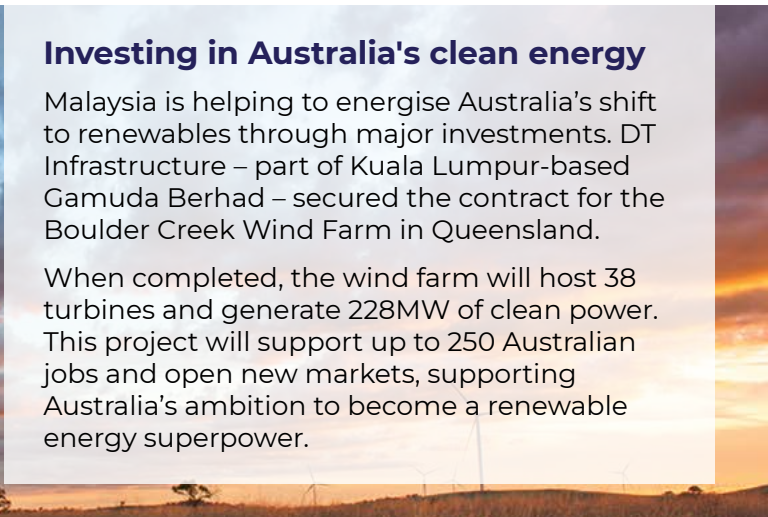 Investing in Australia's clean energy
Malaysia is helping to energise Australia’s shift
to renewables through major investments. DT
Infrastructure – part of Kuala Lumpur-based
Gamuda Berhad – secured the contract for the
Boulder Creek Wind Farm in Queensland.
When completed, the wind farm will host 38
turbines and generate 228MW of clean power.
This project will support up to 250 Australian
jobs and open new markets, supporting
Australia’s ambition to become a renewable
energy superpower.